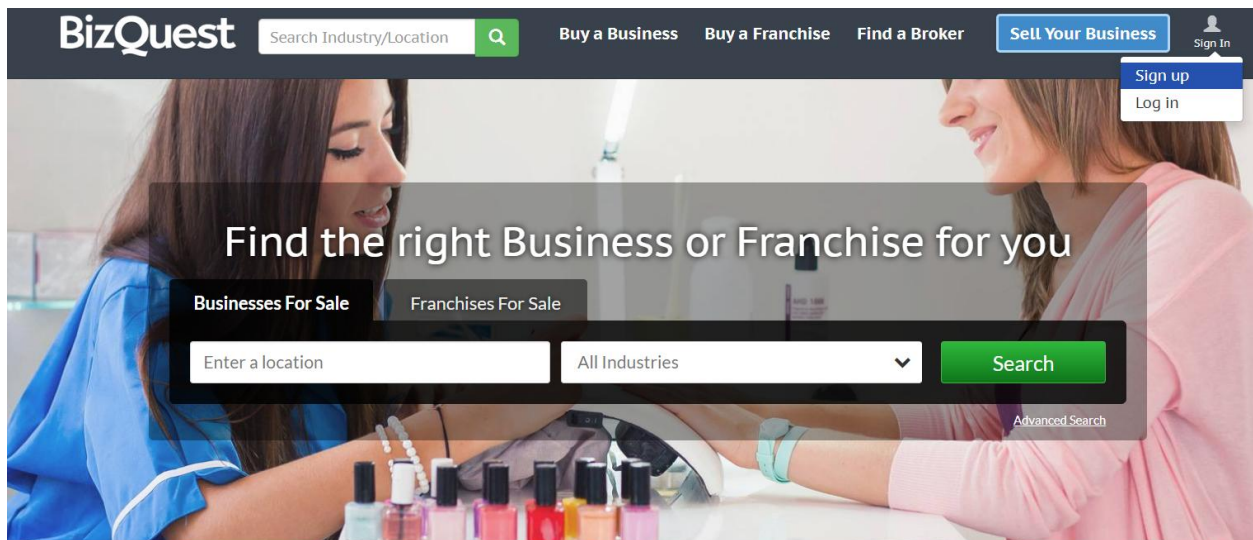 BizQuest
Search Industry/Location
Buy a Business
Buy a Franchise
Find a Broker
Sell Your Business
Sign In
Sign up
Log in
Find the right Business or Franchise for you
Businesses For Sale
Franchises For Sale
Enter a location
All Industries
Search
Advanced Search